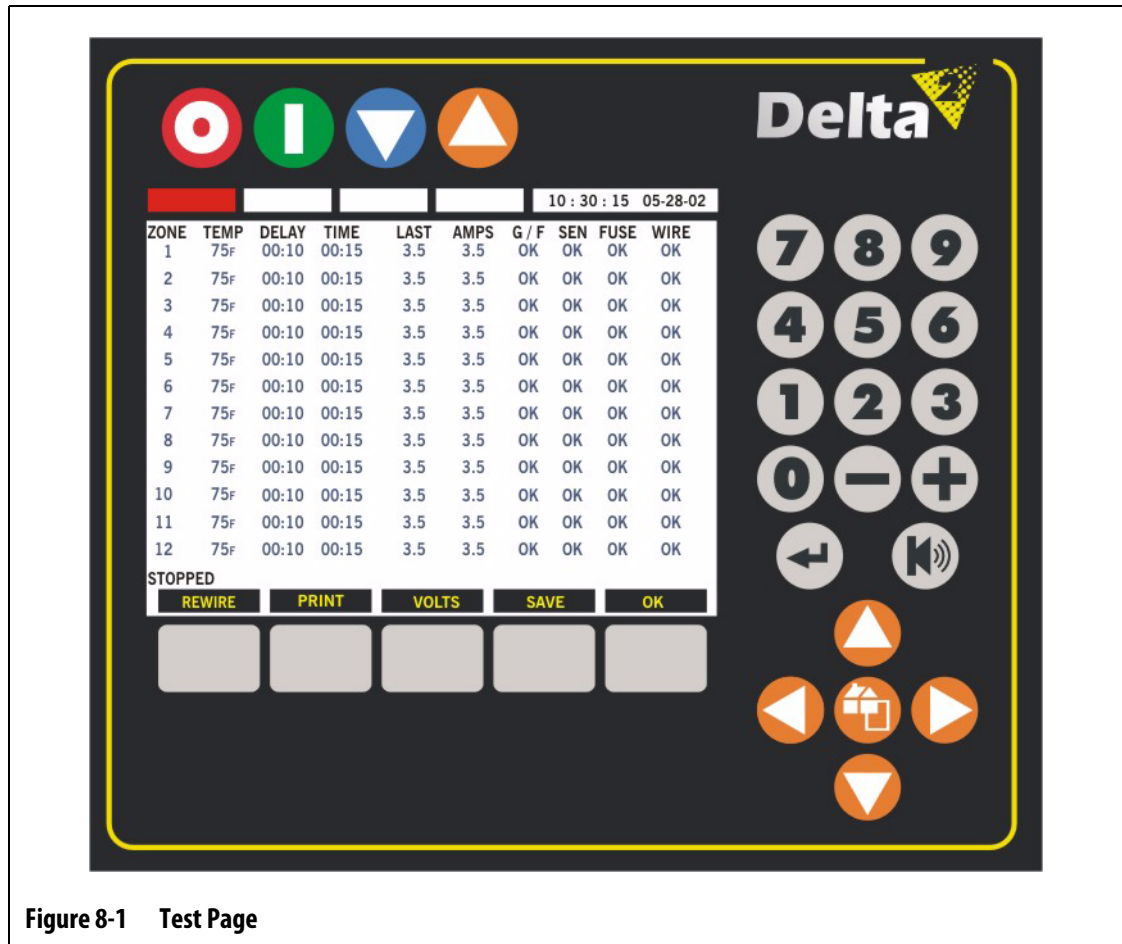 Delta 2
10 : 30 : 15 05-28-02
ZONE TEMP DELAY TIME LAST AMPS G / F SEN FUSE WIRE
1 75F 00:10 00:15 3.5 3.5 OK OK OK OK
2 75F 00:10 00:15 3.5 3.5 OK OK OK OK
3 75F 00:10 00:15 3.5 3.5 OK OK OK OK
4 75F 00:10 00:15 3.5 3.5 OK OK OK OK
5 75F 00:10 00:15 3.5 3.5 OK OK OK OK
6 75F 00:10 00:15 3.5 3.5 OK OK OK OK
7 75F 00:10 00:15 3.5 3.5 OK OK OK OK
8 75F 00:10 00:15 3.5 3.5 OK OK OK OK
9 75F 00:10 00:15 3.5 3.5 OK OK OK OK
10 75F 00:10 00:15 3.5 3.5 OK OK OK OK
11 75F 00:10 00:15 3.5 3.5 OK OK OK OK
12 75F 00:10 00:15 3.5 3.5 OK OK OK OK
STOPPED
REWIRE PRINT VOLTS SAVE OK
7 8 9
4 5 6
1 2 3
0 − +
Figure 8-1 Test Page